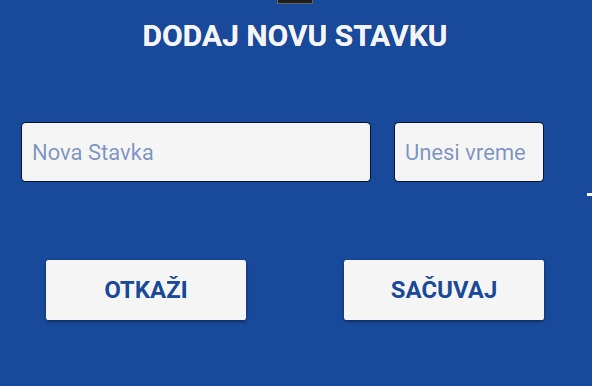 DODAJ NOVU STAVKU
Nova Stavka
Unesi vreme
OTKAŽI
SAČUVAJ